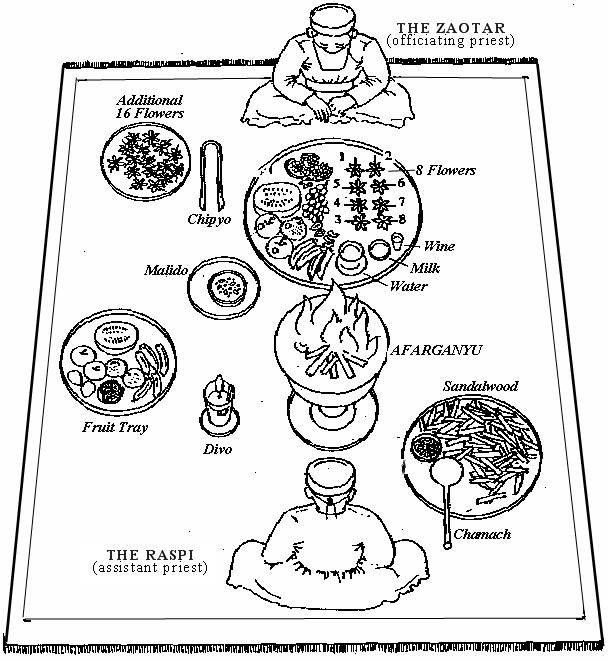 THE ZAOTAR
(officiating priest)
Additional
16 Flowers
1 2
8 Flowers
5 6
4 7
3 8
Chipyo
Wine
Milk
Water
Malido
AFARGANYU
Sandalwood
Fruit Tray
Divo
Chamach
THE RASPI
(assistant priest)